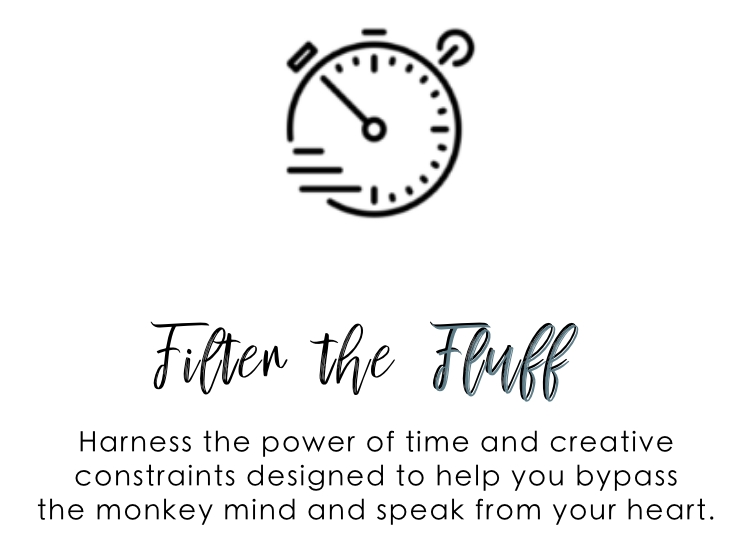 Filter the Fluff
Harness the power of time and creative
constraints designed to help you bypass
the monkey mind and speak from your heart.